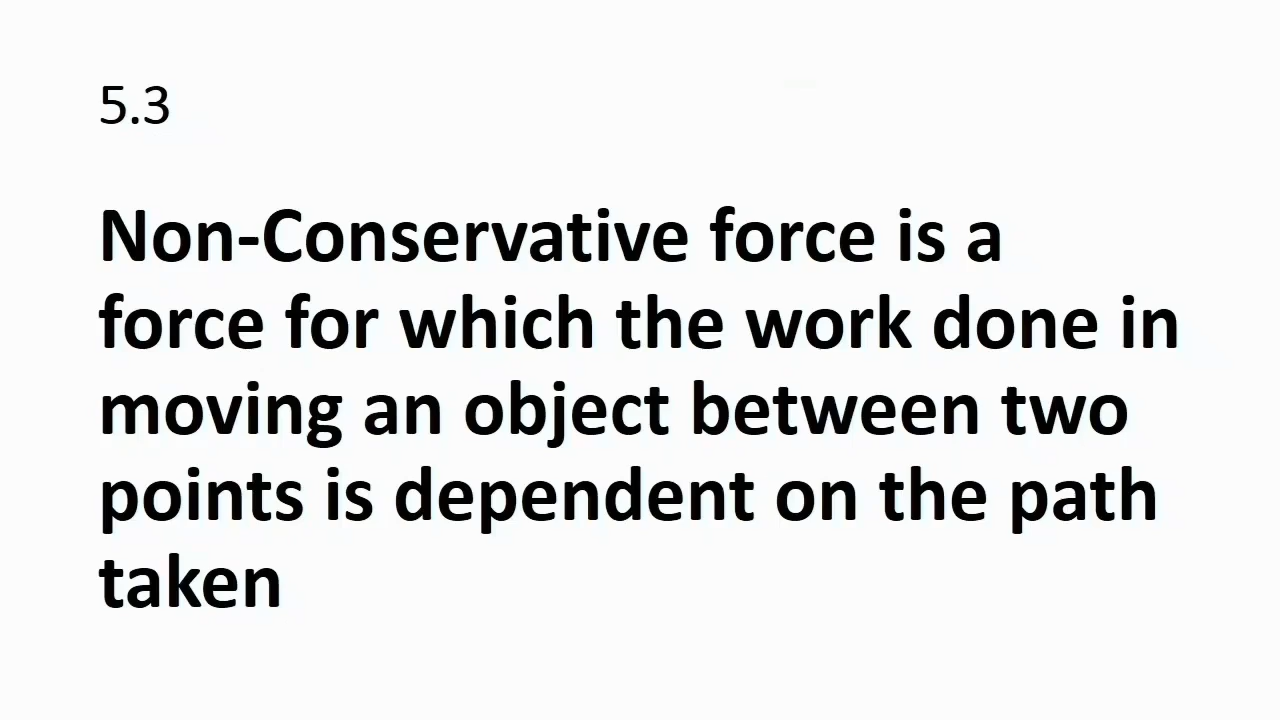 5.3
Non-Conservative force is a
force for which the work done in
moving an object between two
points is dependent on the path
taken